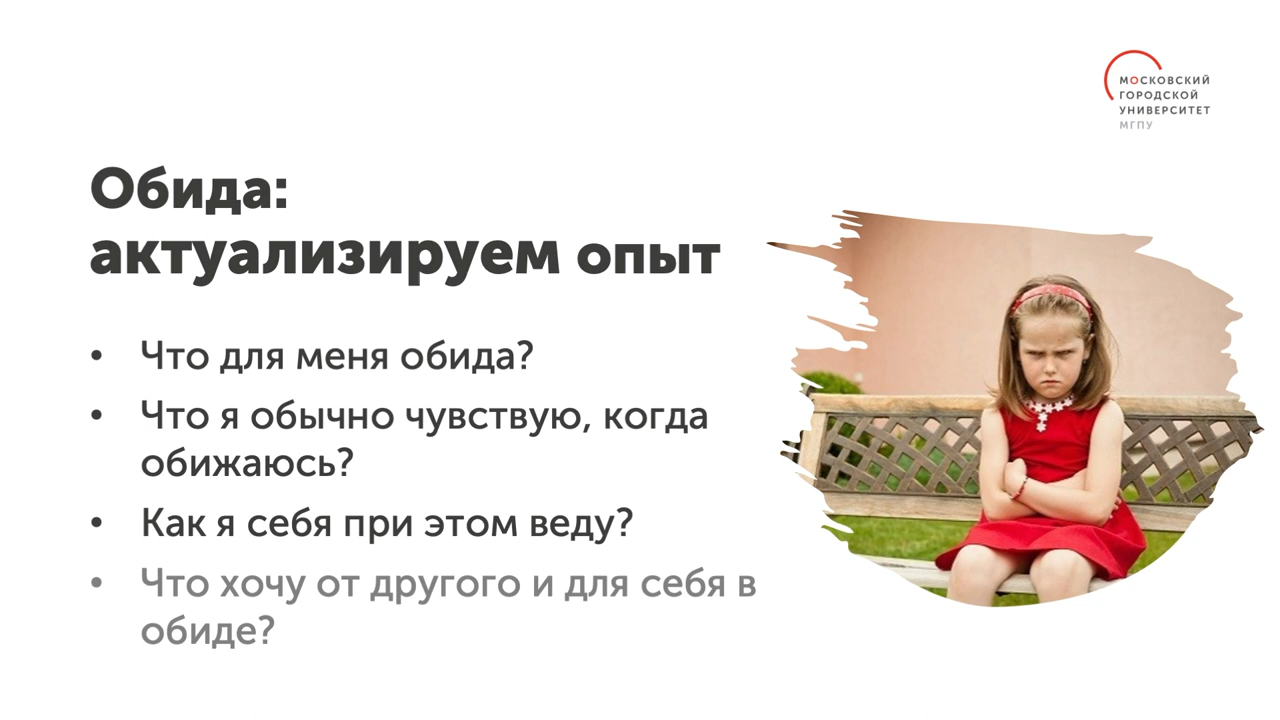 МОСКОВСКИЙ
ГОРОДСКОЙ
УНИВЕРСИТЕТ
МГПУ
Обида:
актуализируем опыт
• Что для меня обида?
• Что я обычно чувствую, когда
обижаюсь?
• Как я себя при этом веду?
• Что хочу от другого и для себя в
обиде?